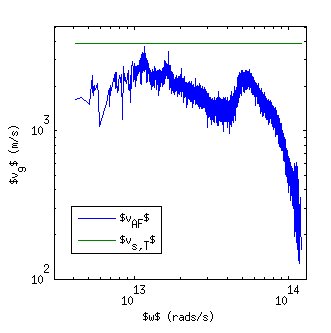 10^3
10^2
$v_g$ (m/s)
$v_{AF}$
$v_{s,T}$
10^13
10^14
$w$ (rads/s)